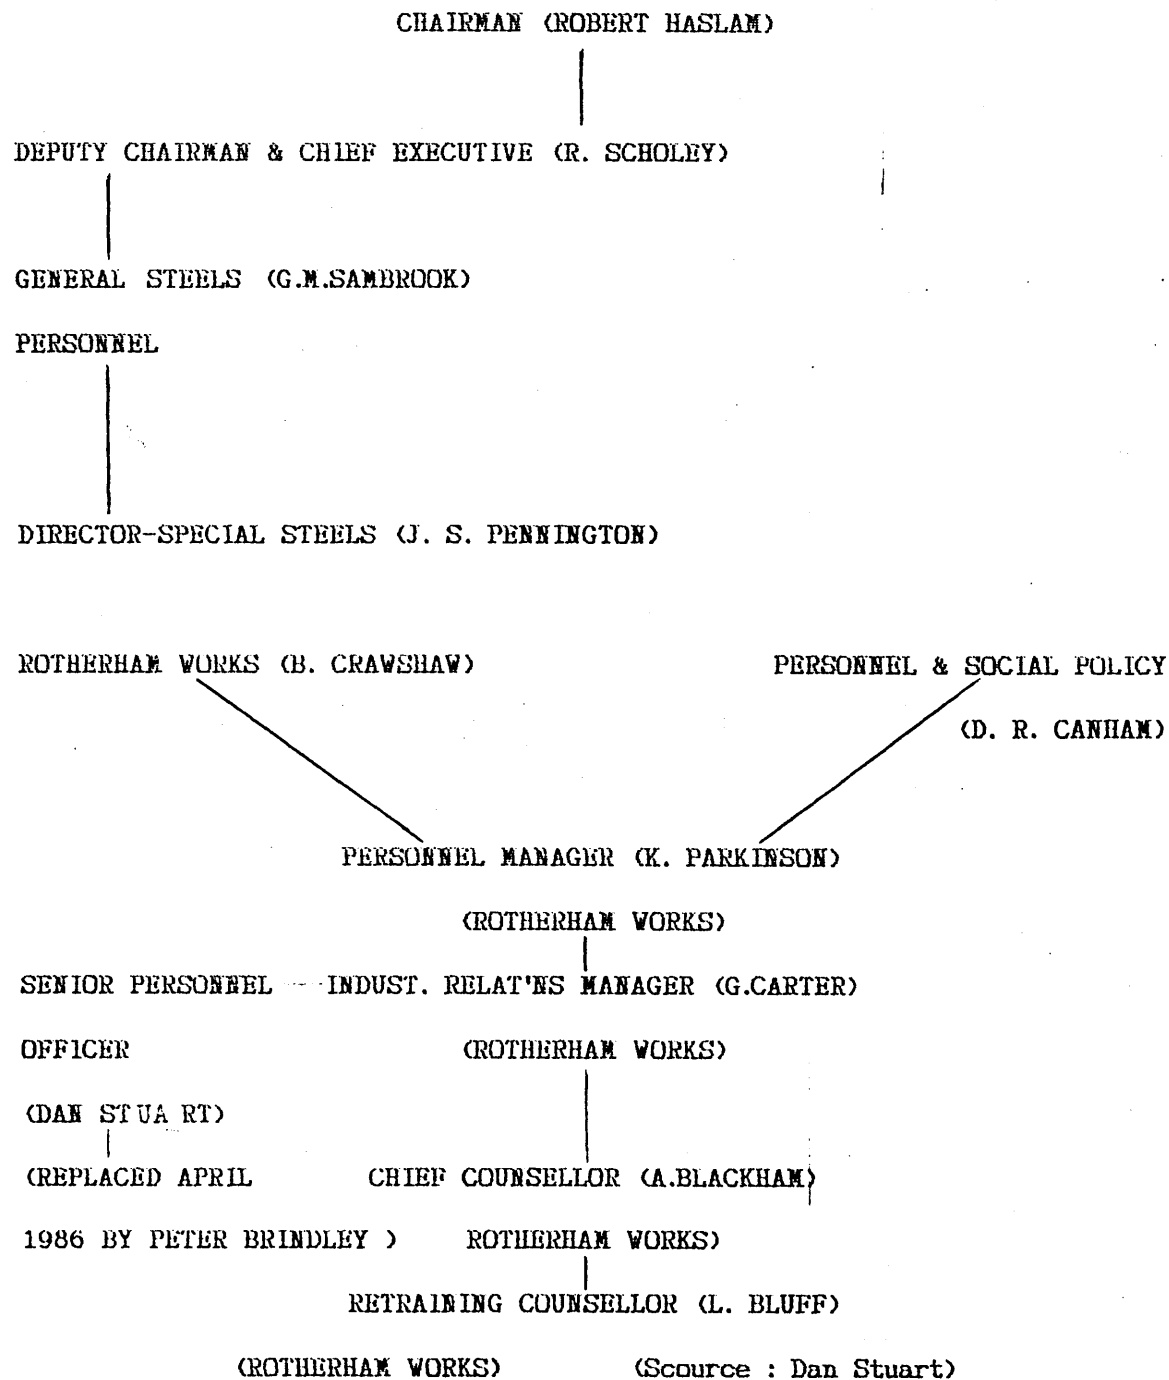 CHAIRMAN (ROBERT HASLAM)
DEPUTY CHAIRMAN & CHIEF EXECUTIVE (R. SCHOLEY)
GENERAL STEELS (G.M.SAMBROOK)
PERSONNEL
DIRECTOR-SPECIAL STEELS (J. S. PENNINGTON)
ROTHERHAM WORKS (B. CRAWSHAW) PERSONNEL & SOCIAL POLICY
(D. R. CANHAM)
PERSONNEL MANAGER (K. PARKINSON)
(ROTHERHAM WORKS)
SENIOR PERSONNEL --- INDUST. RELAT'NS MANAGER (G.CARTER)
OFFICER (ROTHERHAM WORKS)
(DAN STUART)
(REPLACED APRIL CHIEF COUNSELLOR (A.BLACKHAM)
1986 BY PETER BRINDLEY ) ROTHERHAM WORKS)
RETRAINING COUNSELLOR (L. BLUFF)
(ROTHERHAM WORKS) (Scource : Dan Stuart)